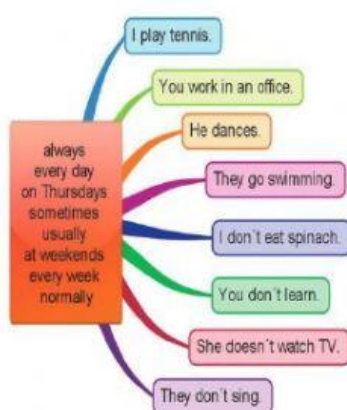 I play tennis.
You work in an office.
He dances.
They go swimming.
I don´t eat spinach.
You don´t learn.
She doesn´t watch TV.
They don´t sing.
always
every day
on Thursdays
sometimes
usually
at weekends
every week
normally